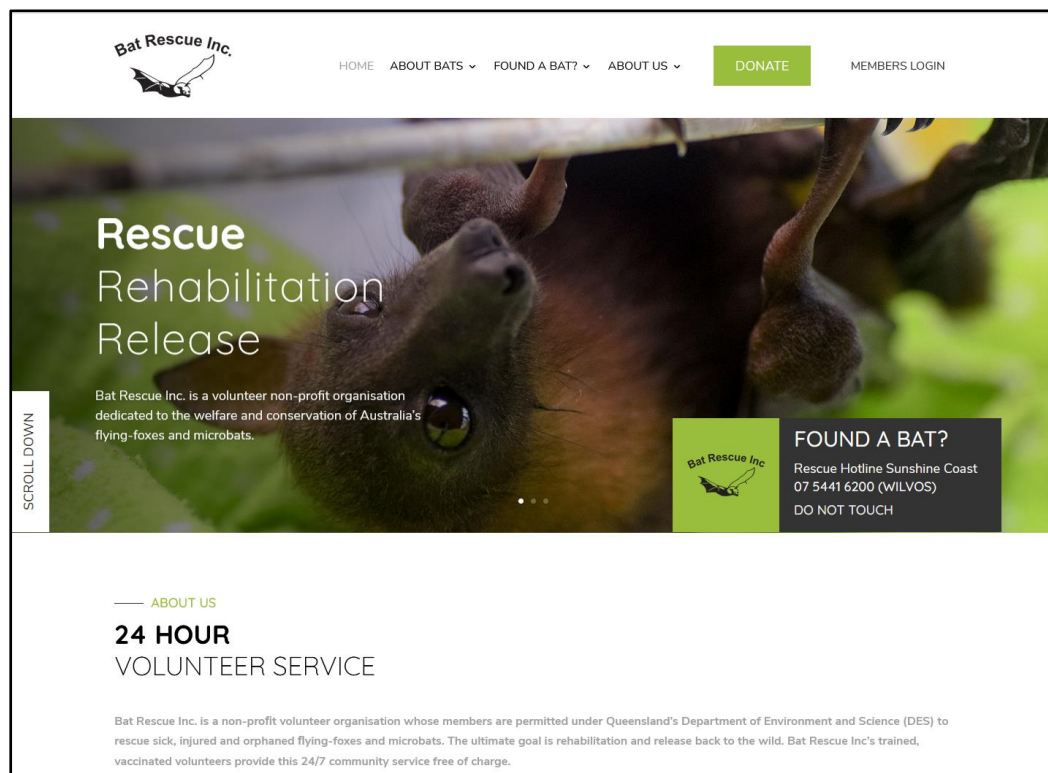 Bat Rescue Inc.
HOME ABOUT BATS FOUND A BAT? ABOUT US DONATE MEMBERS LOGIN
Rescue
Rehabilitation
Release
Bat Rescue Inc. is a volunteer non-profit organisation
dedicated to the welfare and conservation of Australia's
flying-foxes and microbats.
SCROLL DOWN
Bat Rescue Inc
FOUND A BAT?
Rescue Hotline Sunshine Coast
07 5441 6200 (WILVOS)
DO NOT TOUCH
ABOUT US
24 HOUR
VOLUNTEER SERVICE
Bat Rescue Inc. is a non-profit volunteer organisation whose members are permitted under Queensland's Department of Environment and Science (DES) to
rescue sick, injured and orphaned flying-foxes and microbats. The ultimate goal is rehabilitation and release back to the wild. Bat Rescue Inc's trained,
vaccinated volunteers provide this 24/7 community service free of charge.